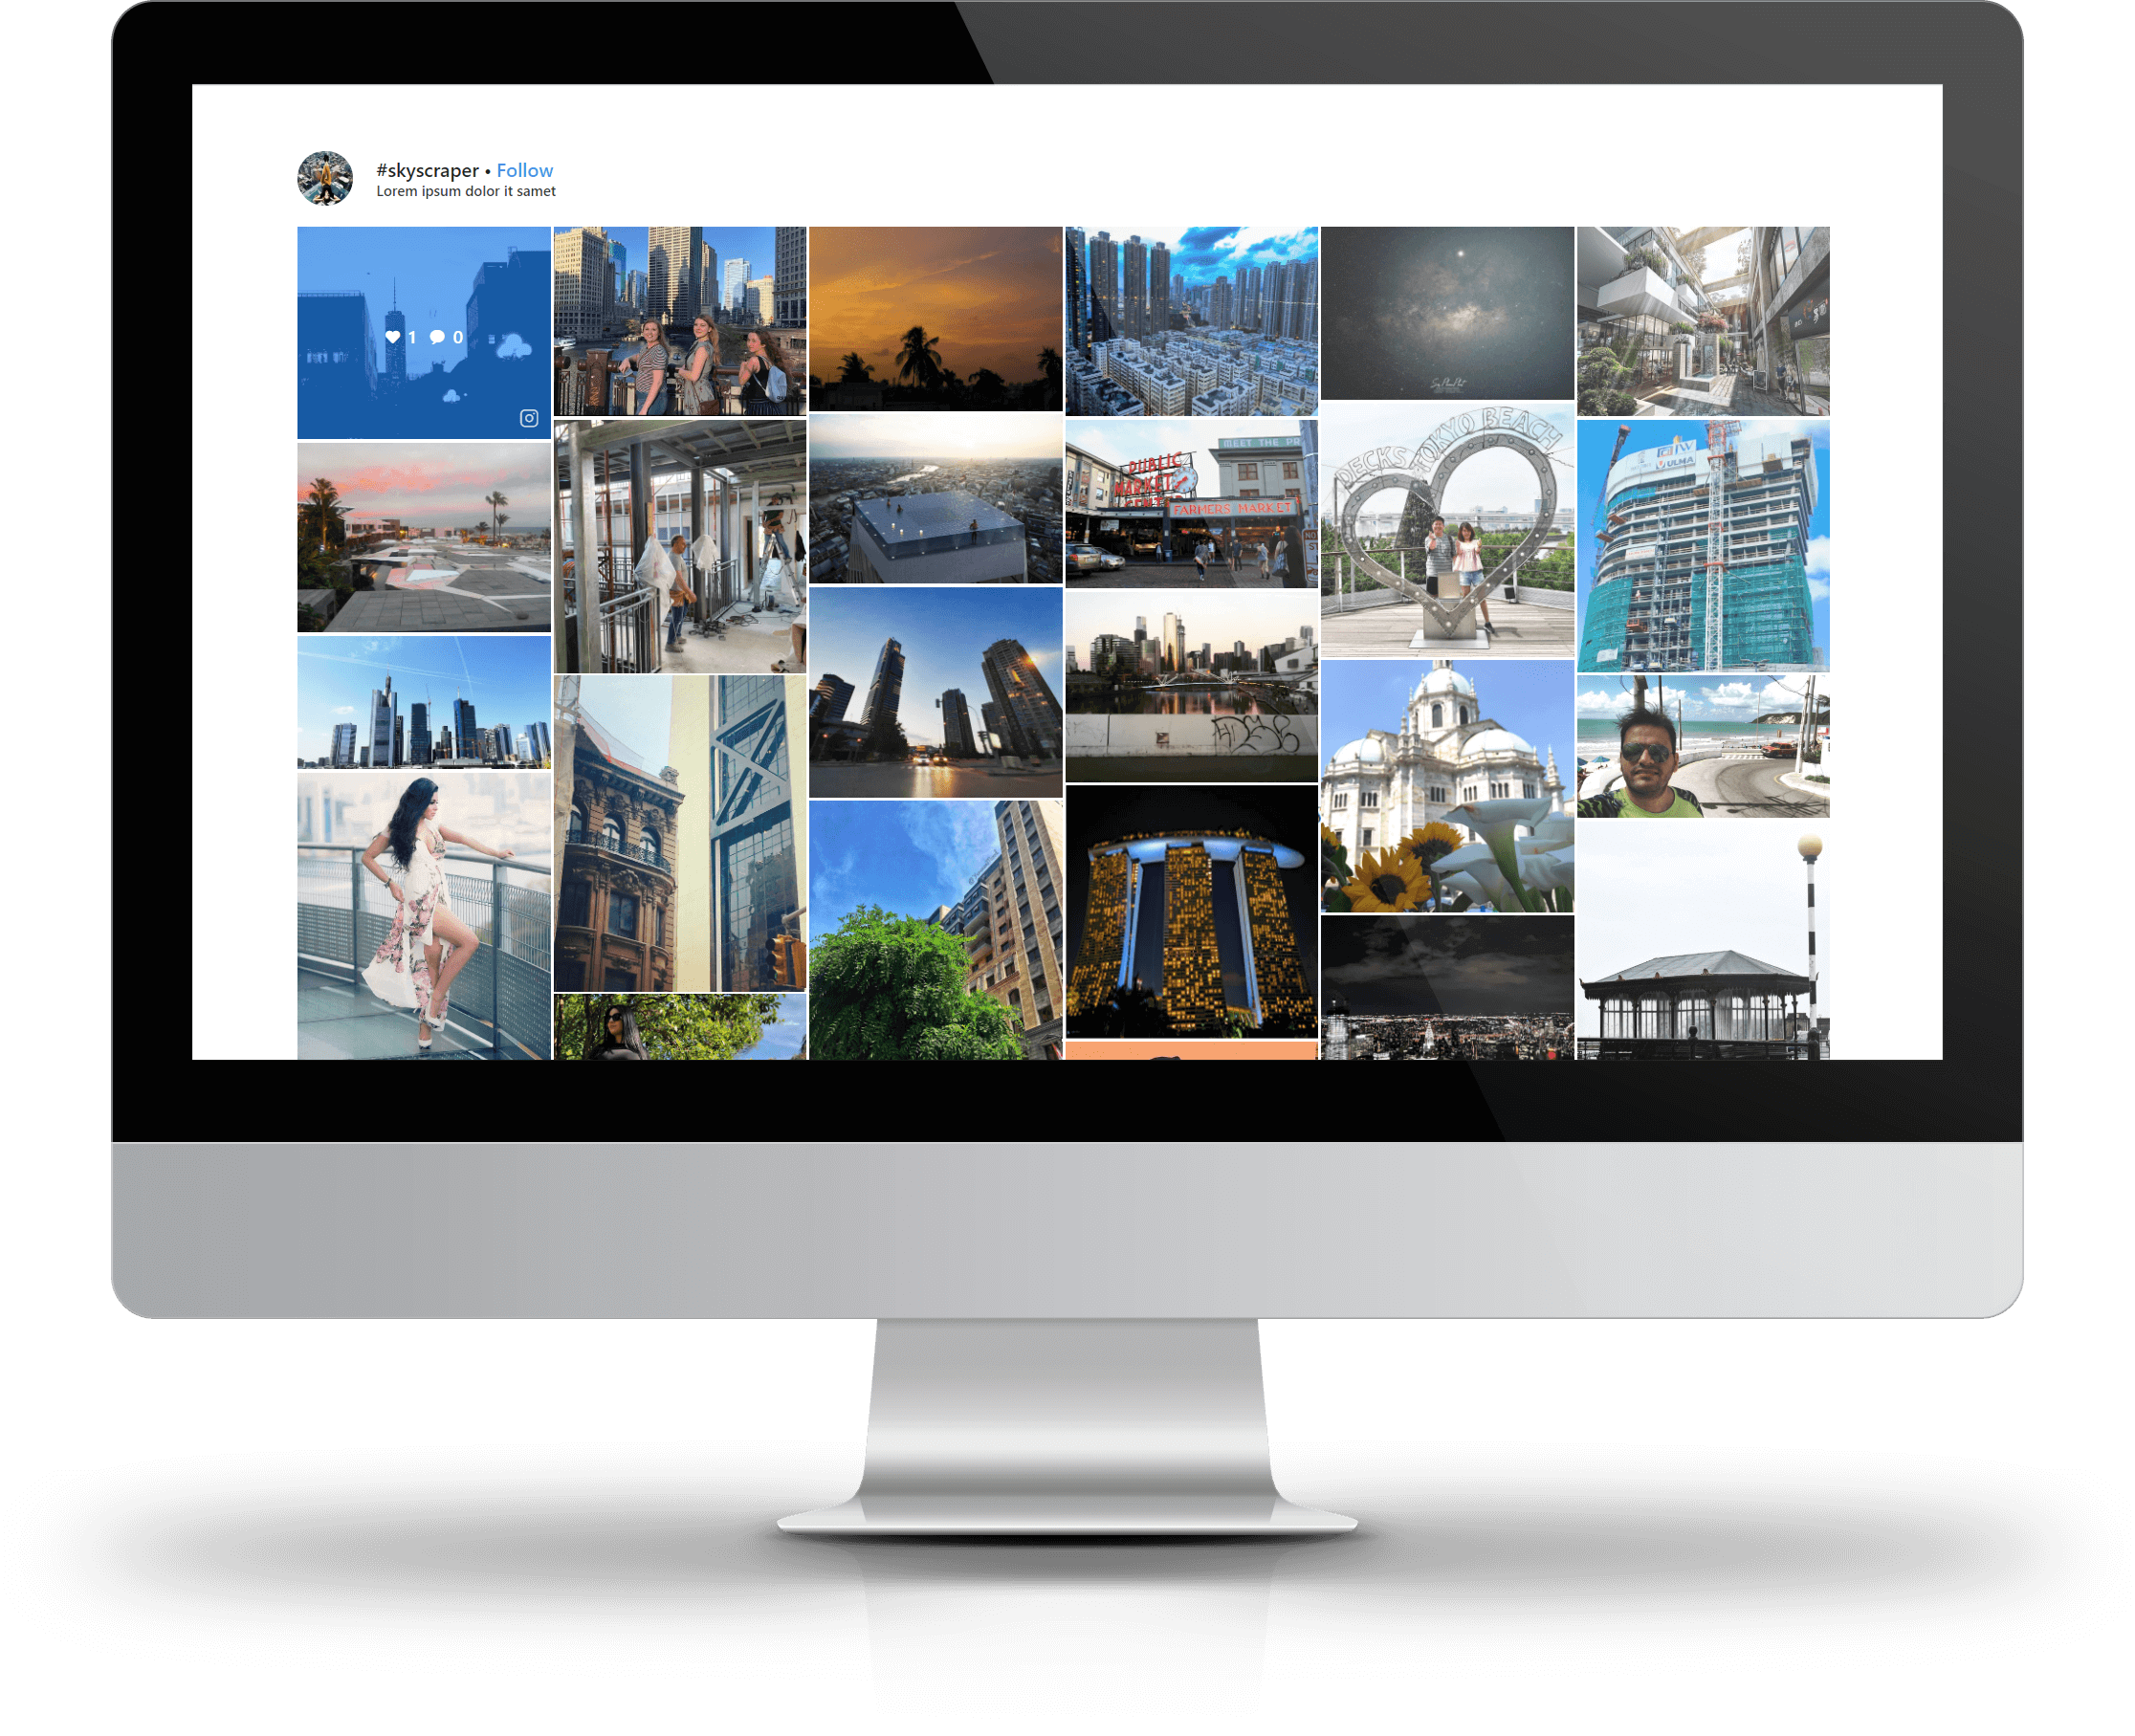 #skyscraper • Follow
Lorem ipsum dolor it samet
1 0
MEET THE PR
PUBLIC
MARKET
CENTER
FARMERS MARKET
DECKS TOKYO BEACH
ULMA